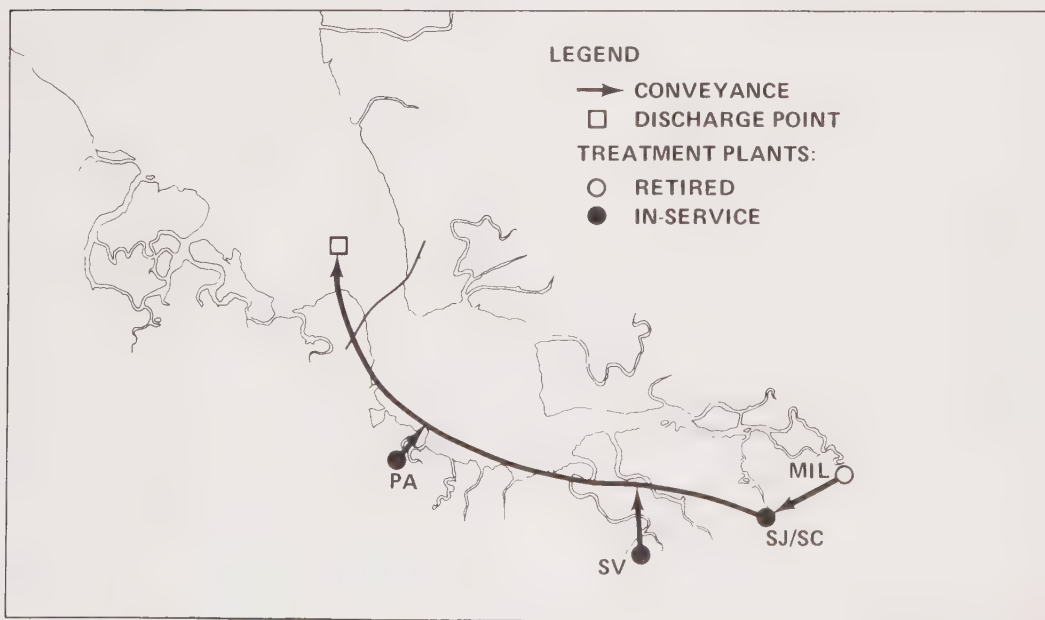 LEGEND
CONVEYANCE
DISCHARGE POINT
TREATMENT PLANTS:
RETIRED
IN-SERVICE
PA
MIL
SJ/SC
SV